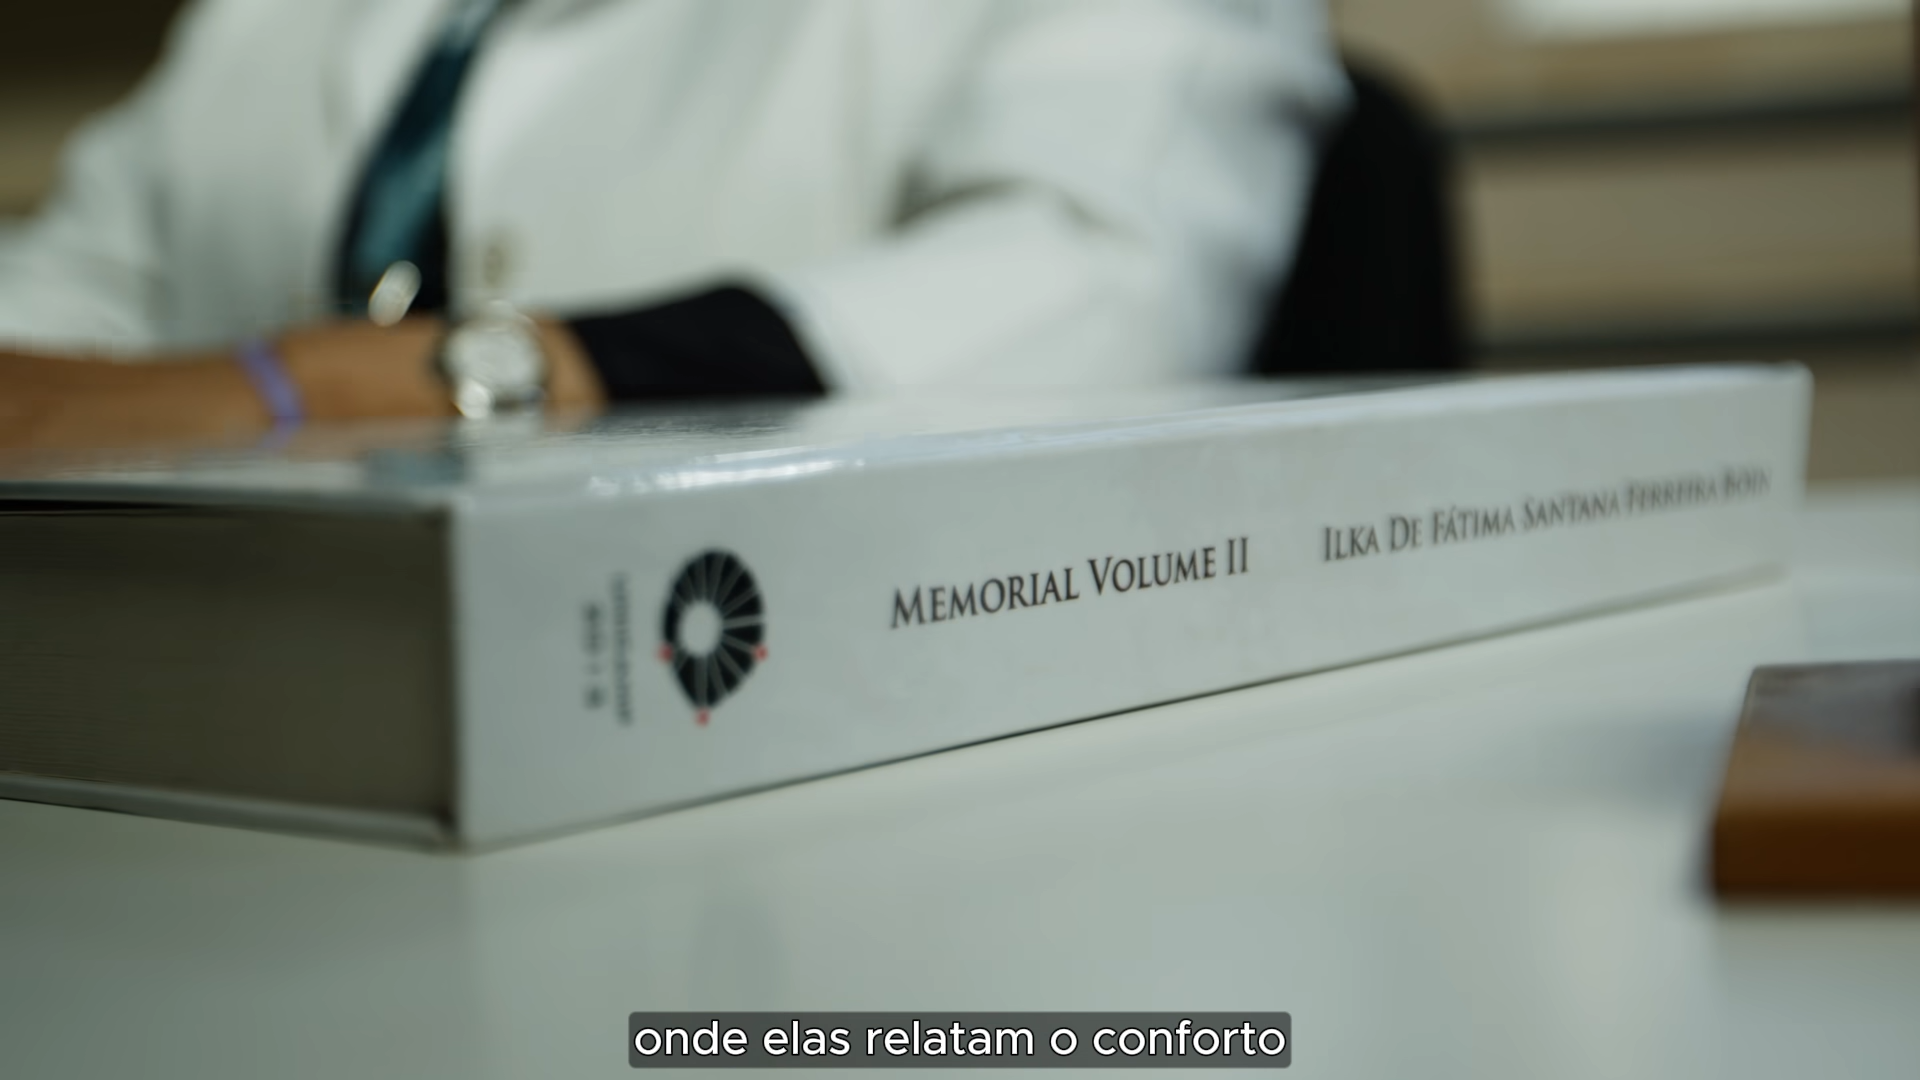 MEMORIAL VOLUME II
ILKA DE FÁTIMA SANTANA FERREIRA BOIN
onde elas relatam o conforto